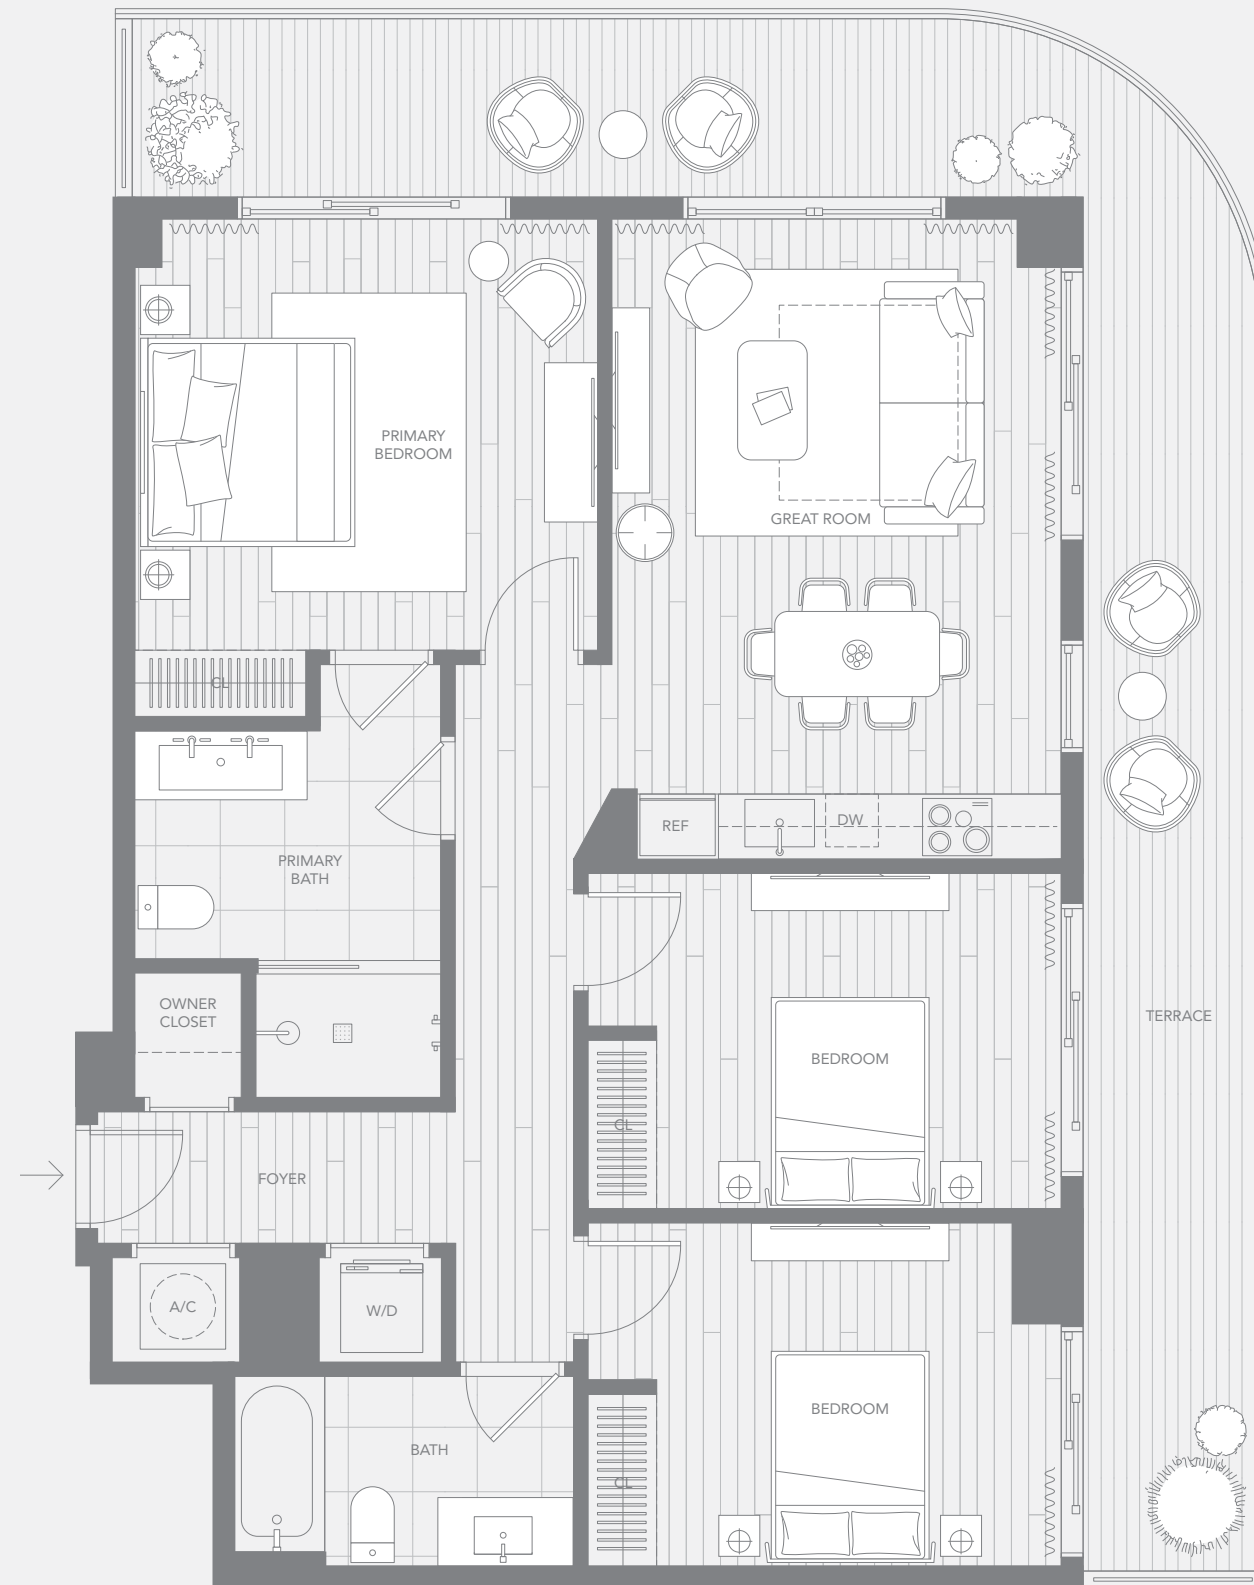 PRIMARY
BEDROOM
GREAT ROOM
CL
REF
DW
PRIMARY
BATH
OWNER
CLOSET
TERRACE
BEDROOM
CL
FOYER
A/C
W/D
BEDROOM
BATH
CL